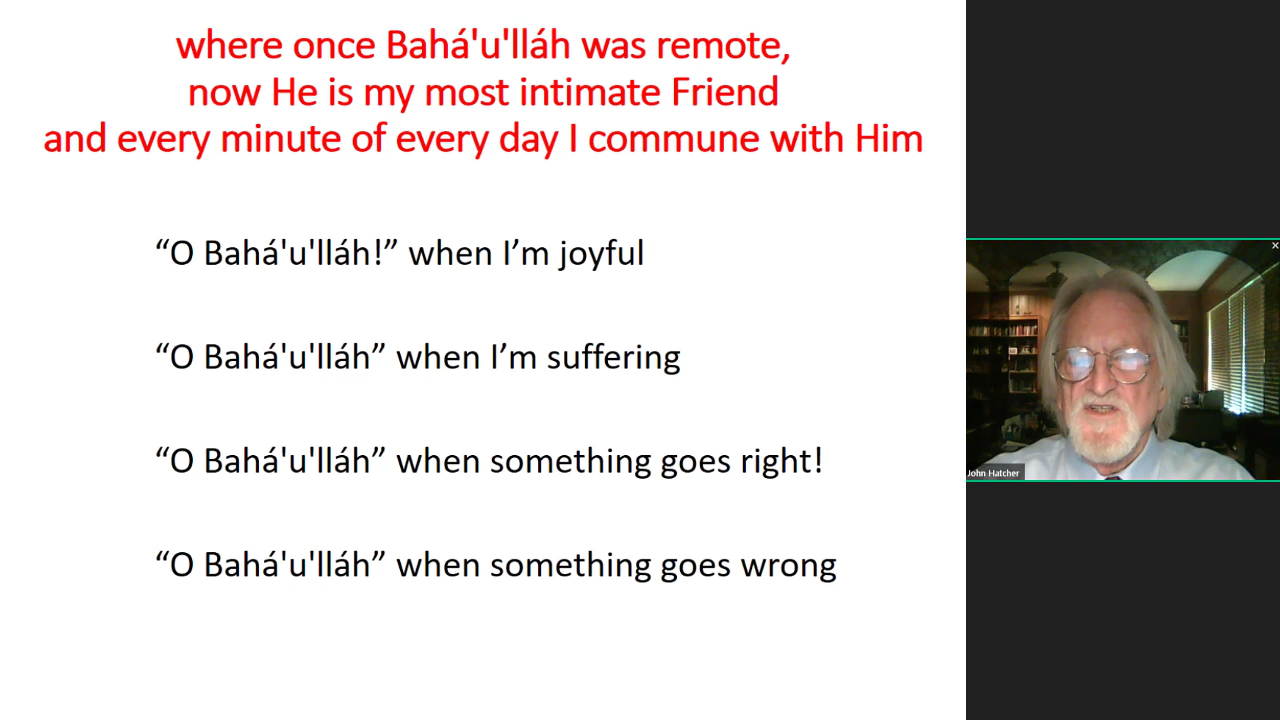 where once Bahá'u'lláh was remote,
now He is my most intimate Friend
and every minute of every day I commune with Him
“O Bahá'u'lláh!” when I’m joyful
“O Bahá'u'lláh” when I’m suffering
“O Bahá'u'lláh” when something goes right!
“O Bahá'u'lláh” when something goes wrong
John Hatcher